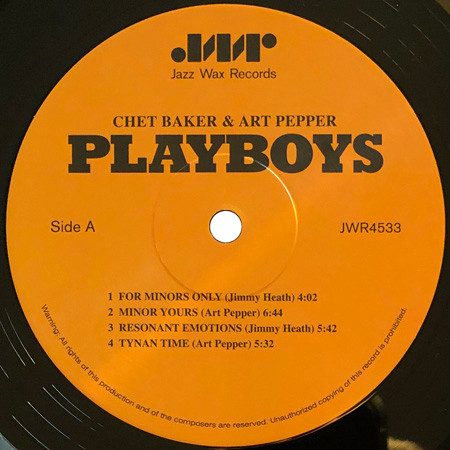 JWR
Jazz Wax Records
CHET BAKER & ART PEPPER
PLAYBOYS
Side A
JWR4533
1 FOR MINORS ONLY (Jimmy Heath) 4:02
2 MINOR YOURS (Art Pepper) 6:44
3 RESONANT EMOTIONS (Jimmy Heath) 5:42
4 TYNAN TIME (Art Pepper) 5:32
Warning: All rights of this production and of the composers are reserved. Unauthorized copying of this record is prohibited.